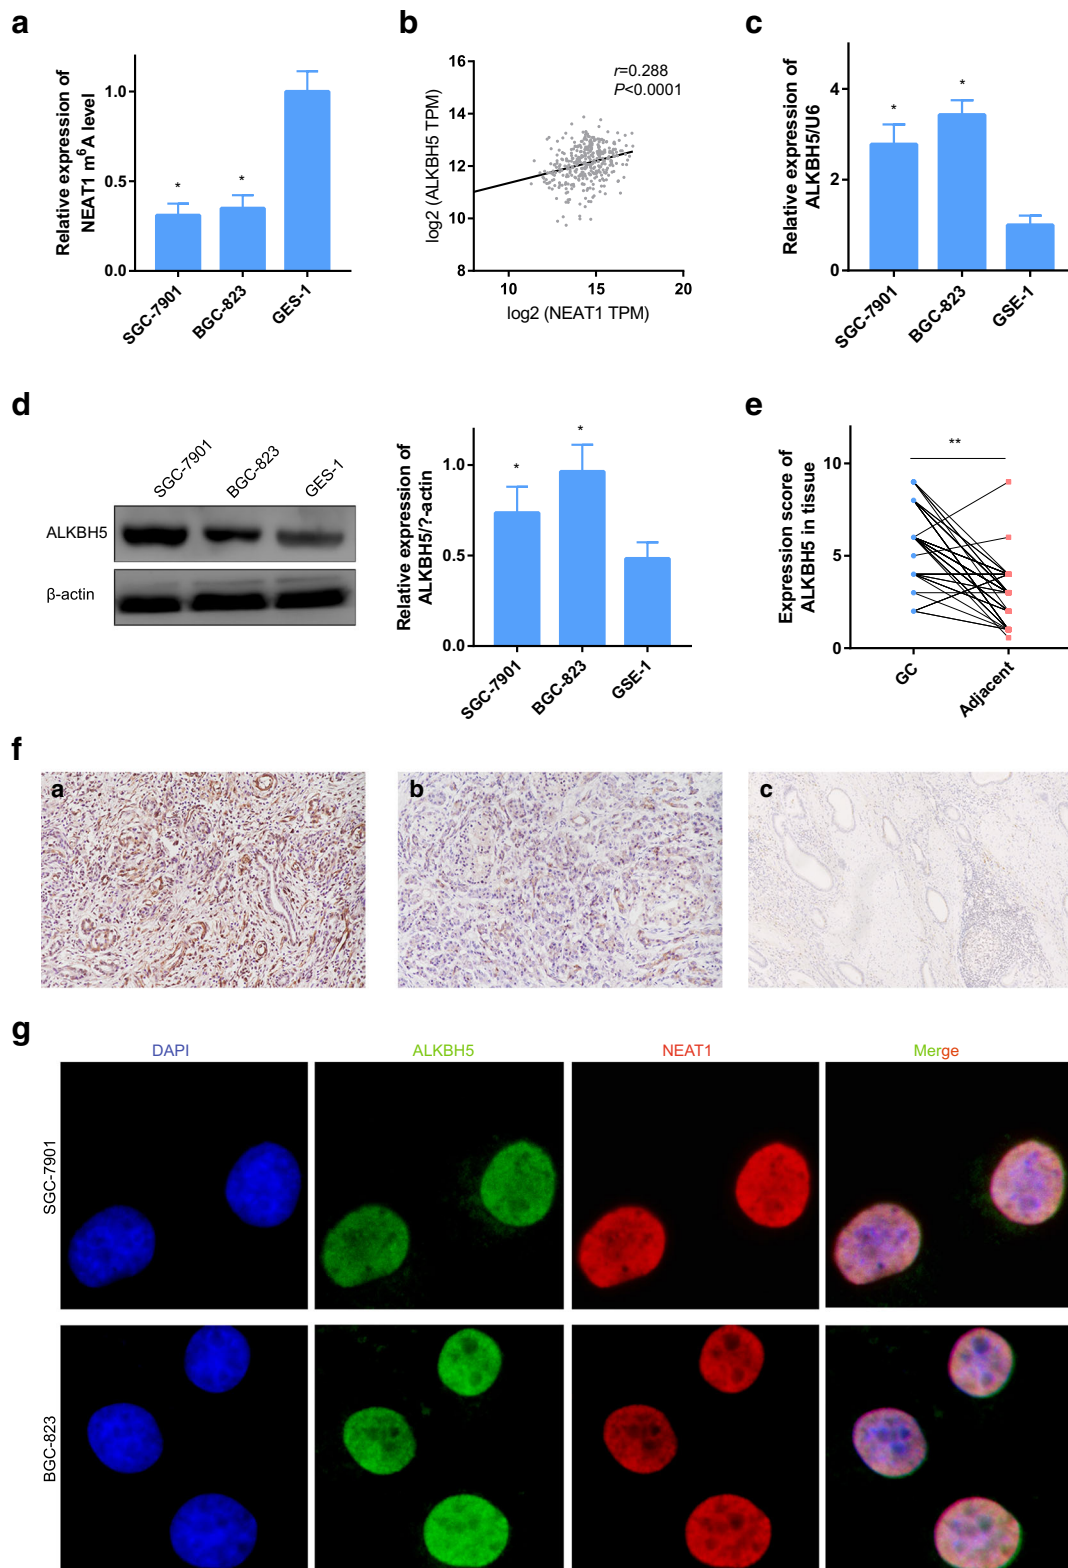 a
Relative expression of
NEAT1 m⁶A level
1.0
0.5
0.0
*
*
SGC-7901
BGC-823
GES-1
b
log2 (ALKBH5 TPM)
16
14
12
10
8
r=0.288
P<0.0001
10
15
20
log2 (NEAT1 TPM)
c
Relative expression of
ALKBH5/U6
4
2
0
*
*
SGC-7901
BGC-823
GSE-1
d
SGC-7901
BGC-823
GES-1
ALKBH5
β-actin
Relative expression of
ALKBH5/?-actin
1.0
0.5
0.0
*
*
SGC-7901
BGC-823
GSE-1
e
Expression score of
ALKBH5 in tissue
10
5
0
**
GC
Adjacent
f
a
b
c
g
DAPI
ALKBH5
NEAT1
Merge
SGC-7901
BGC-823